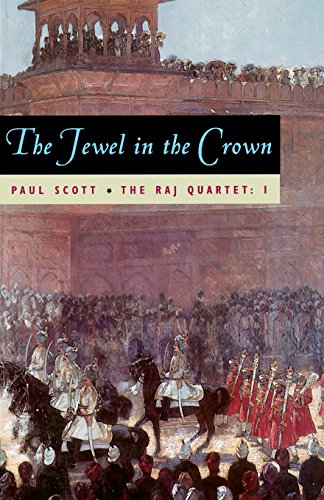 The Jewel in the Crown
PAUL SCOTT * THE RAJ QUARTET: I